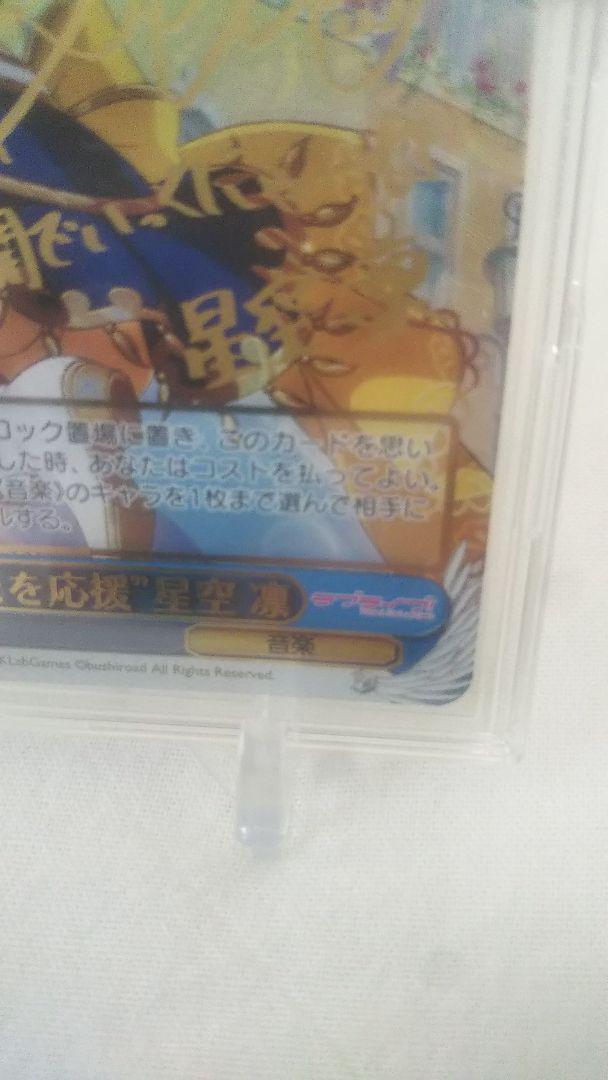 星空
ロック置場に置き、このカードを思い
した時、あなたはコストを払ってよい。
《音楽》のキャラを1枚まで選んで相手に
ルする。
を応援”星空 凛
ラブライブ!
音楽
KLabGames ©bushiroad All Rights Reserved.